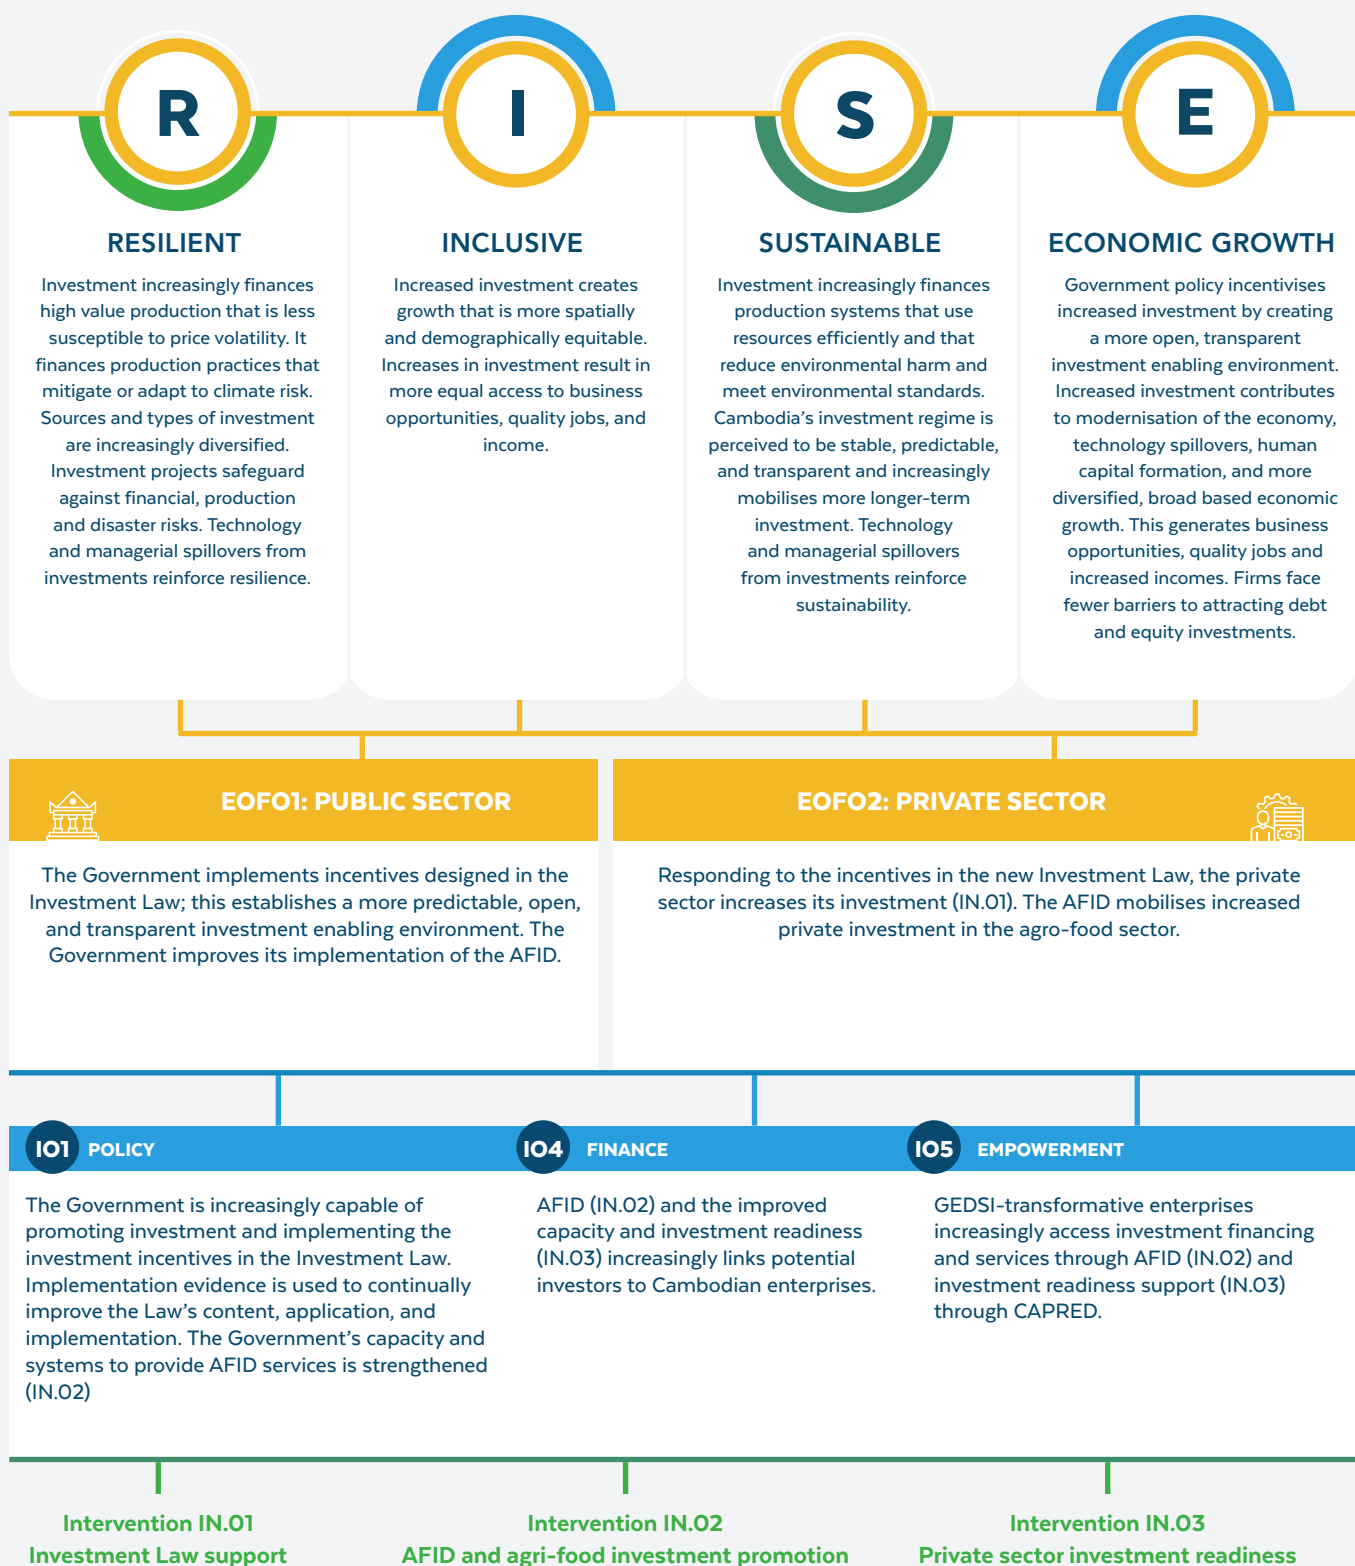 R
RESILIENT
Investment increasingly finances
high value production that is less
susceptible to price volatility. It
finances production practices that
mitigate or adapt to climate risk.
Sources and types of investment
are increasingly diversified.
Investment projects safeguard
against financial, production
and disaster risks. Technology
and managerial spillovers from
investments reinforce resilience.
I
INCLUSIVE
Increased investment creates
growth that is more spatially
and demographically equitable.
Increases in investment result in
more equal access to business
opportunities, quality jobs, and
income.
S
SUSTAINABLE
Investment increasingly finances
production systems that use
resources efficiently and that
reduce environmental harm and
meet environmental standards.
Cambodia's investment regime is
perceived to be stable, predictable,
and transparent and increasingly
mobilises more longer-term
investment. Technology
and managerial spillovers
from investments reinforce
sustainability.
E
ECONOMIC GROWTH
Government policy incentivises
increased investment by creating
a more open, transparent
investment enabling environment.
Increased investment contributes
to modernisation of the economy,
technology spillovers, human
capital formation, and more
diversified, broad based economic
growth. This generates business
opportunities, quality jobs and
increased incomes. Firms face
fewer barriers to attracting debt
and equity investments.
EOFO1: PUBLIC SECTOR
The Government implements incentives designed in the
Investment Law; this establishes a more predictable, open,
and transparent investment enabling environment. The
Government improves its implementation of the AFID.
EOFO2: PRIVATE SECTOR
Responding to the incentives in the new Investment Law, the private
sector increases its investment (IN.01). The AFID mobilises increased
private investment in the agro-food sector.
IO1 POLICY
The Government is increasingly capable of
promoting investment and implementing the
investment incentives in the Investment Law.
Implementation evidence is used to continually
improve the Law's content, application, and
implementation. The Government's capacity and
systems to provide AFID services is strengthened
(IN.02)
IO4 FINANCE
AFID (IN.02) and the improved
capacity and investment readiness
(IN.03) increasingly links potential
investors to Cambodian enterprises.
IO5 EMPOWERMENT
GEDSI-transformative enterprises
increasingly access investment financing
and services through AFID (IN.02) and
investment readiness support (IN.03)
through CAPRED.
Intervention IN.01
Investment Law support
Intervention IN.02
AFID and agri-food investment promotion
Intervention IN.03
Private sector investment readiness